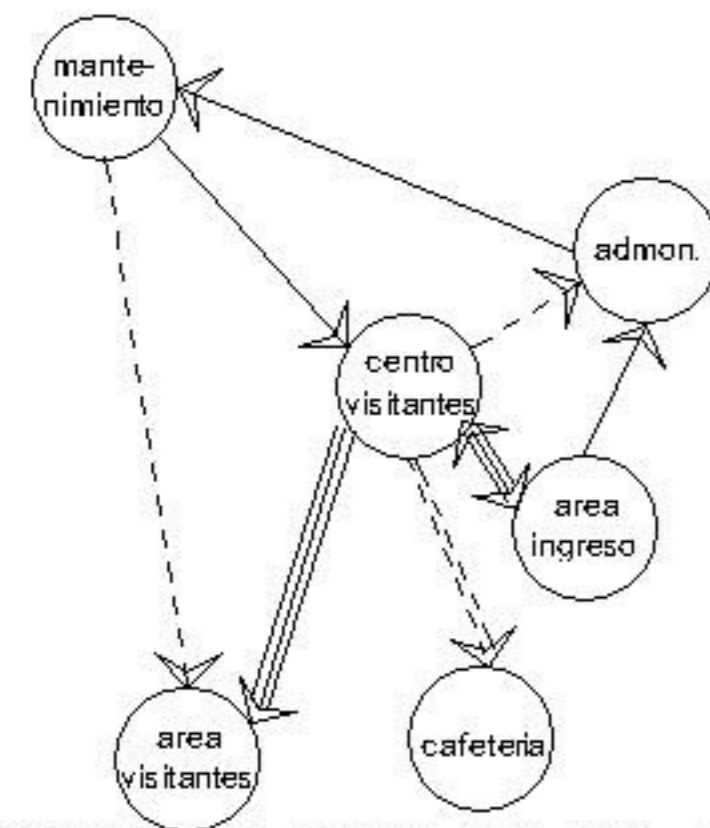 mante-
nimiento
admon.
centro
visitantes
area
ingreso
area
visitantes
cafeteria